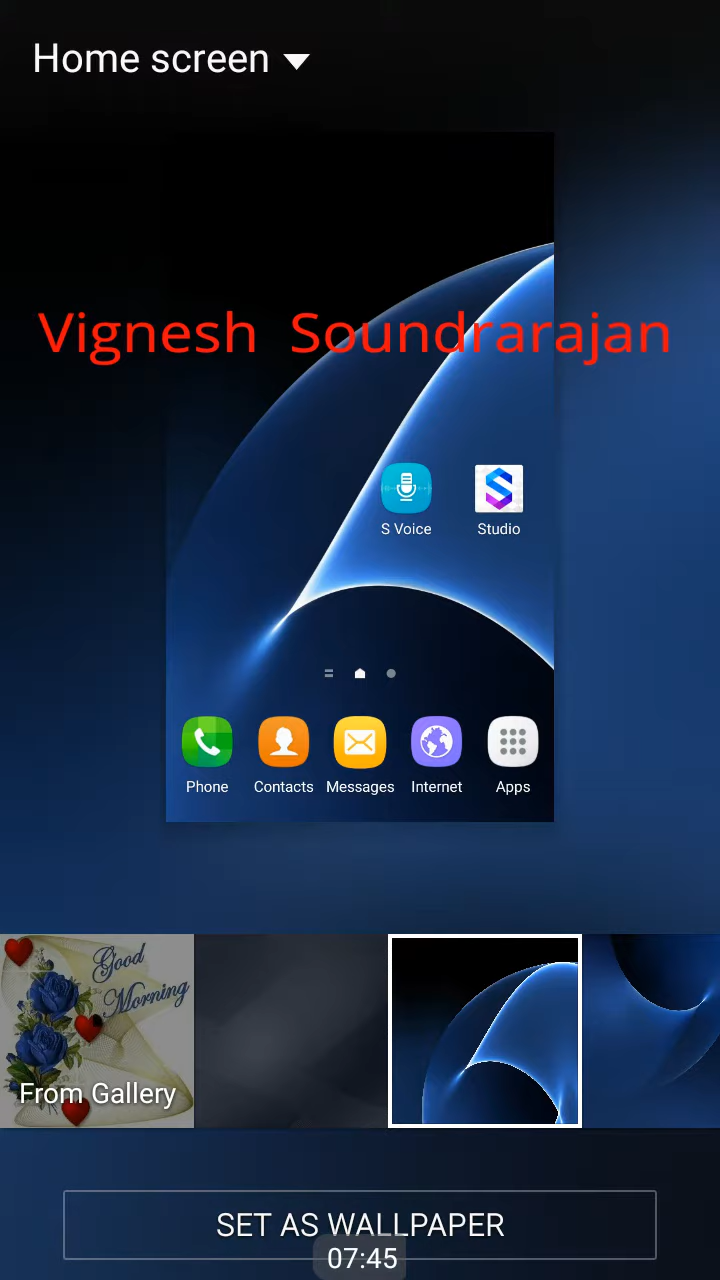 Home screen
Vignesh Soundrarajan
S Voice
Studio
Phone
Contacts
Messages
Internet
Apps
Good
Morning
From Gallery
SET AS WALLPAPER
07:45